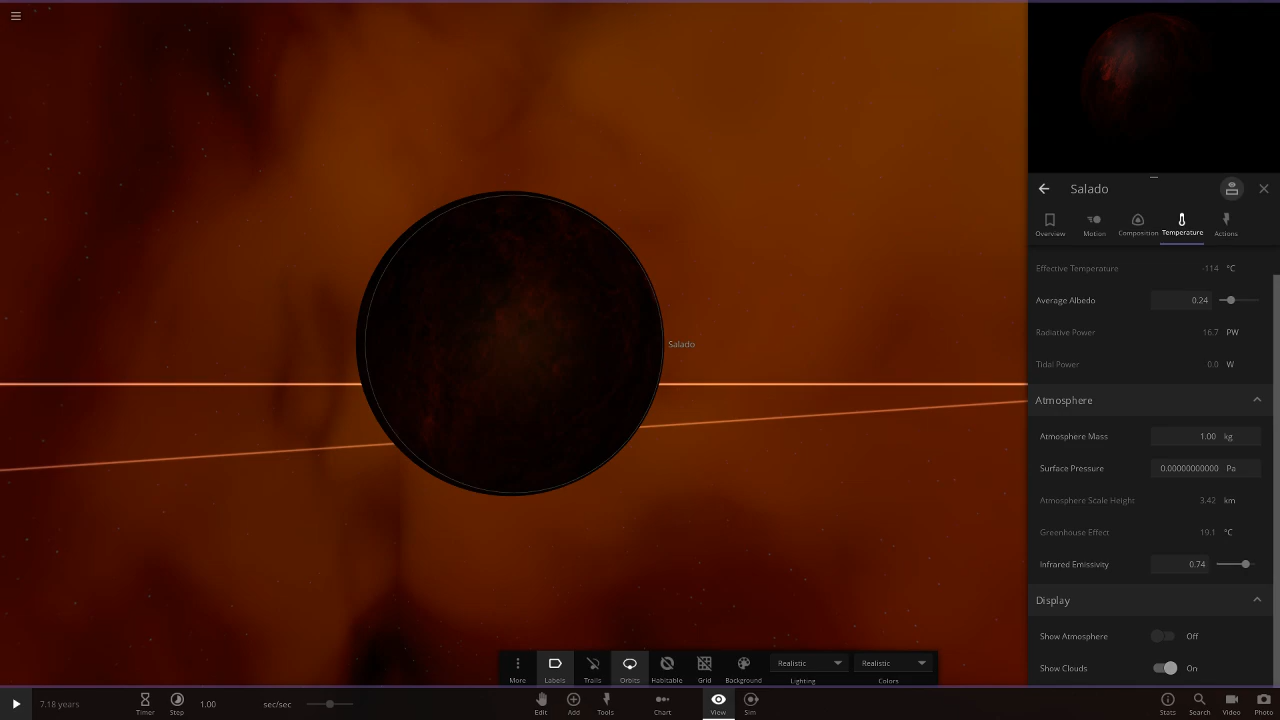 Salado
Overview Motion Composition Temperature Actions
Effective Temperature -114 °C
Average Albedo 0.24
Radiative Power 16.7 PW
Tidal Power 0.0 W
Atmosphere
Atmosphere Mass 1.00 kg
Surface Pressure 0.00000000000 Pa
Atmosphere Scale Height 3.42 km
Greenhouse Effect 19.1 °C
Infrared Emissivity 0.74
Display
Show Atmosphere Off
Show Clouds On
Salado
More Labels Trails Orbits Habitable Grid Background
Realistic Lighting
Realistic Colors
7.18 years
Timer Step 1.00 sec/sec
Edit Add Tools Chart View Sim
Stats Search Video Photo